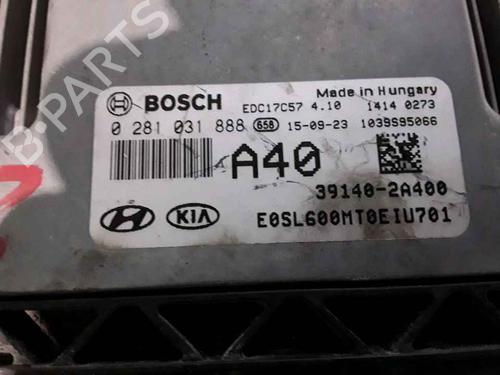 BOSCH EDC17C57 4.10 Made in Hungary
1414 0273
0 281 031 888 658 15-09-23 1039S95066
A40
39140-2A400
HYUNDAI KIA
E0SL600MT0EIU701
B-Parts